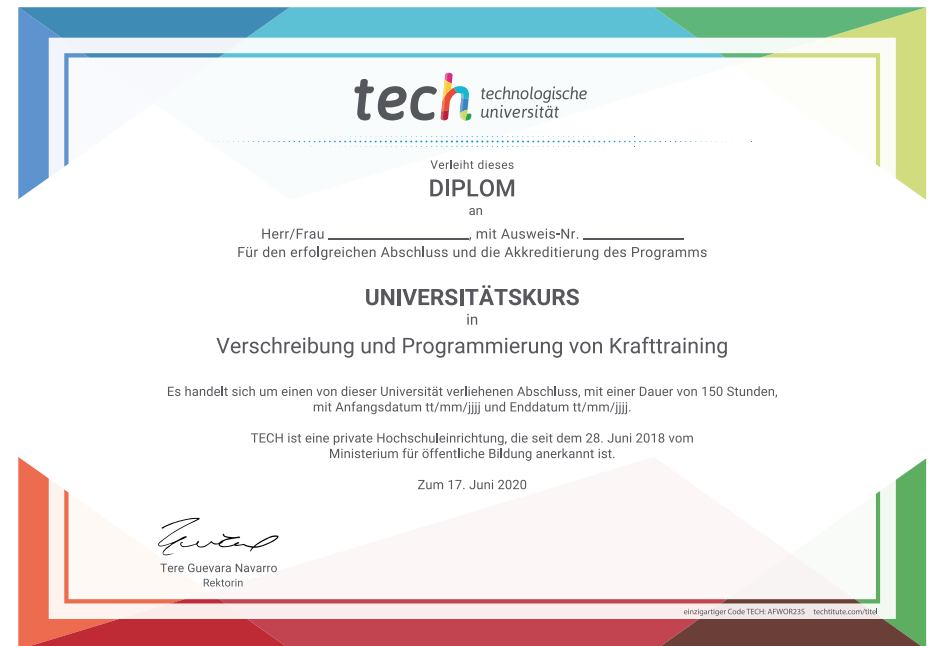 tech technologische
universität
Verleiht dieses
DIPLOM
an
Herr/Frau ____________________, mit Ausweis-Nr. ______________
Für den erfolgreichen Abschluss und die Akkreditierung des Programms
UNIVERSITÄTSKURS
in
Verschreibung und Programmierung von Krafttraining
Es handelt sich um einen von dieser Universität verliehenen Abschluss, mit einer Dauer von 150 Stunden,
mit Anfangsdatum tt/mm/jjjj und Enddatum tt/mm/jjjj.
TECH ist eine private Hochschuleinrichtung, die seit dem 28. Juni 2018 vom
Ministerium für öffentliche Bildung anerkannt ist.
Zum 17. Juni 2020
Tere Guevara Navarro
Rektorin
einzigartiger Code TECH: AFWOR23S techtitute.com/titel